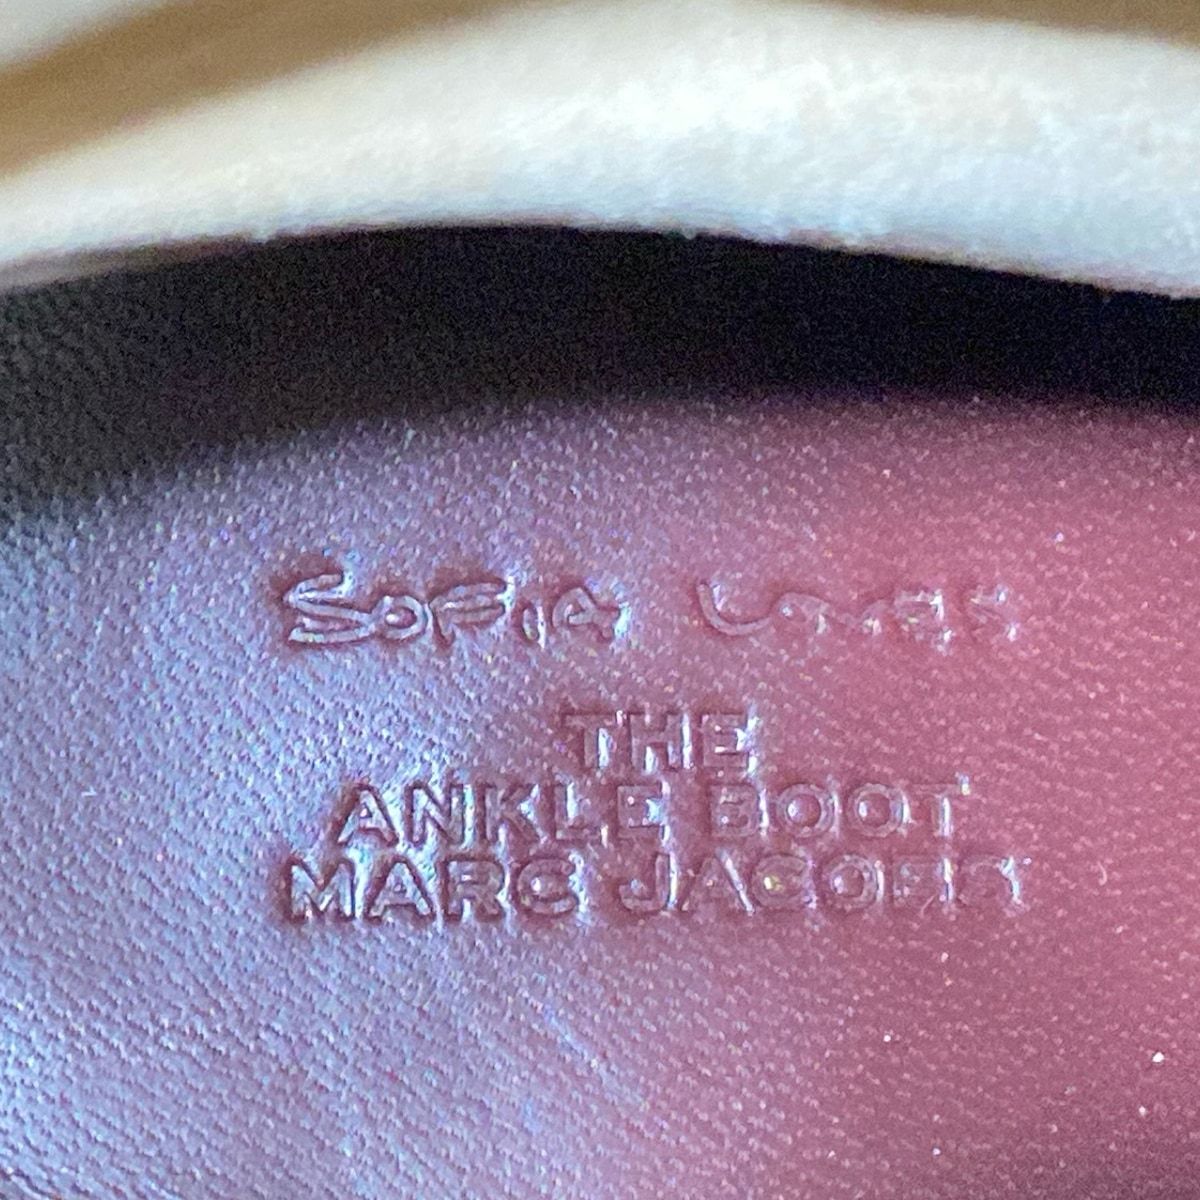 SOFIA LOVES
THE
ANKLE BOOT
MARC JACOBS